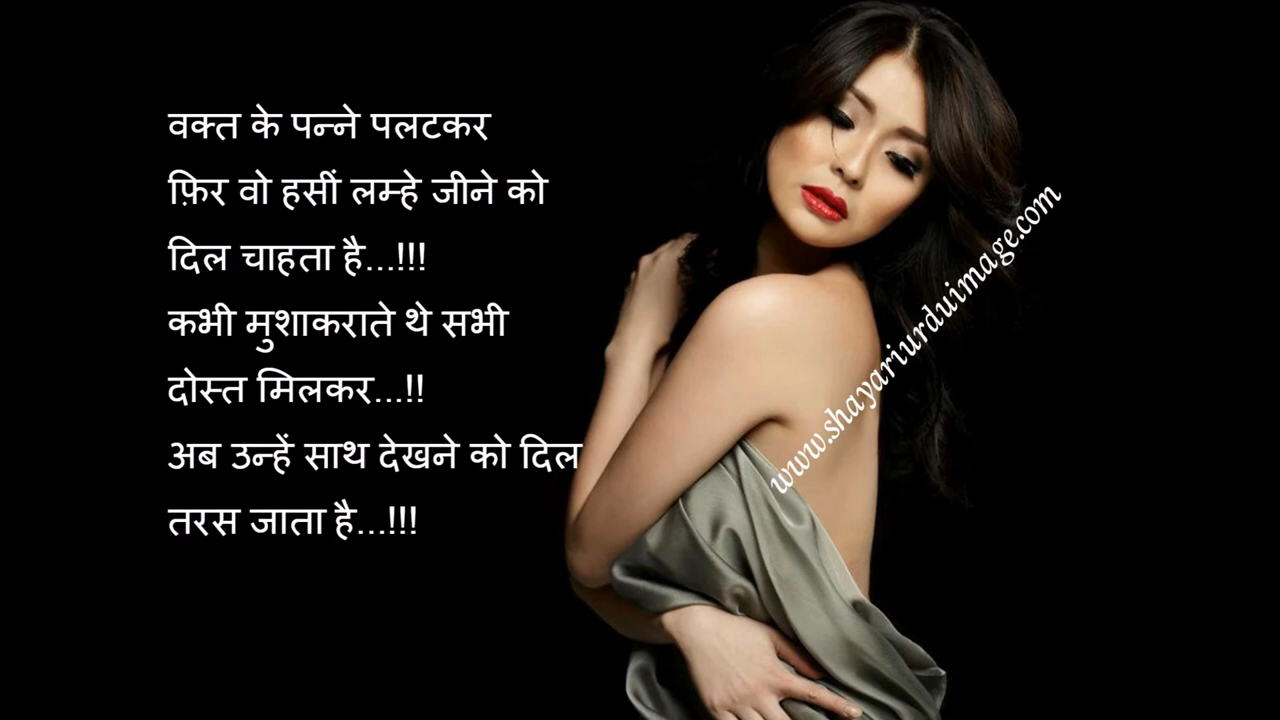 वक्त के पन्ने पलटकर
फ़िर वो हसीं लम्हे जीने को
दिल चाहता है...!!!
कभी मुशाकराते थे सभी
दोस्त मिलकर...!!
अब उन्हें साथ देखने को दिल
तरस जाता है...!!!
www.shayariurduimage.com